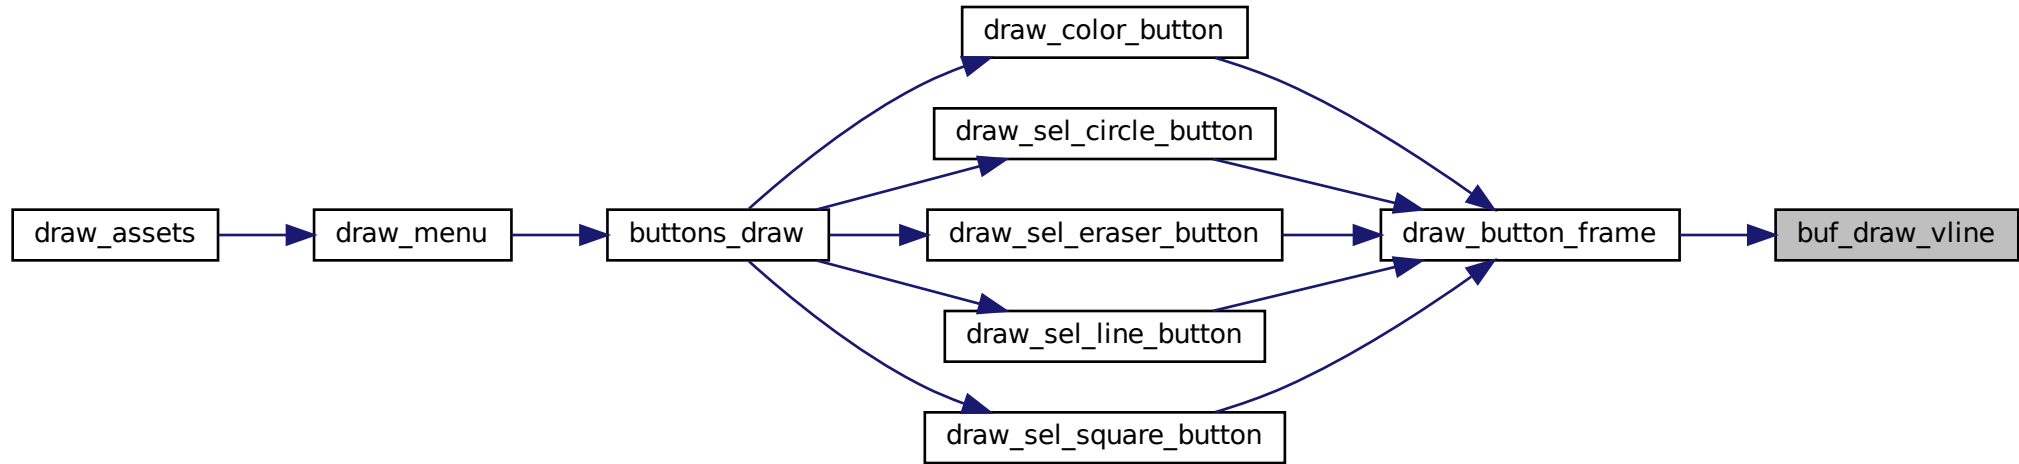 draw_color_button
draw_sel_circle_button
draw_assets
draw_menu
buttons_draw
draw_sel_eraser_button
draw_button_frame
buf_draw_vline
draw_sel_line_button
draw_sel_square_button